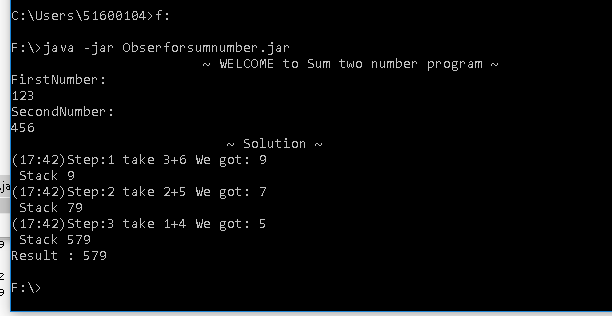 C:\Users\51600104>f:
F:\>java -jar Obserforsumnumber.jar
~ WELCOME to Sum two number program ~
FirstNumber:
123
SecondNumber:
456
~ Solution ~
(17:42)Step:1 take 3+6 We got: 9
Stack 9
(17:42)Step:2 take 2+5 We got: 7
Stack 79
(17:42)Step:3 take 1+4 We got: 5
Stack 579
Result : 579
F:\>